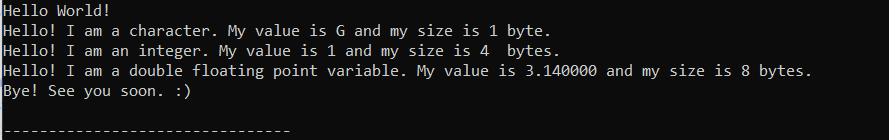 Hello World!
Hello! I am a character. My value is G and my size is 1 byte.
Hello! I am an integer. My value is 1 and my size is 4  bytes.
Hello! I am a double floating point variable. My value is 3.140000 and my size is 8 bytes.
Bye! See you soon. :)
--------------------------------